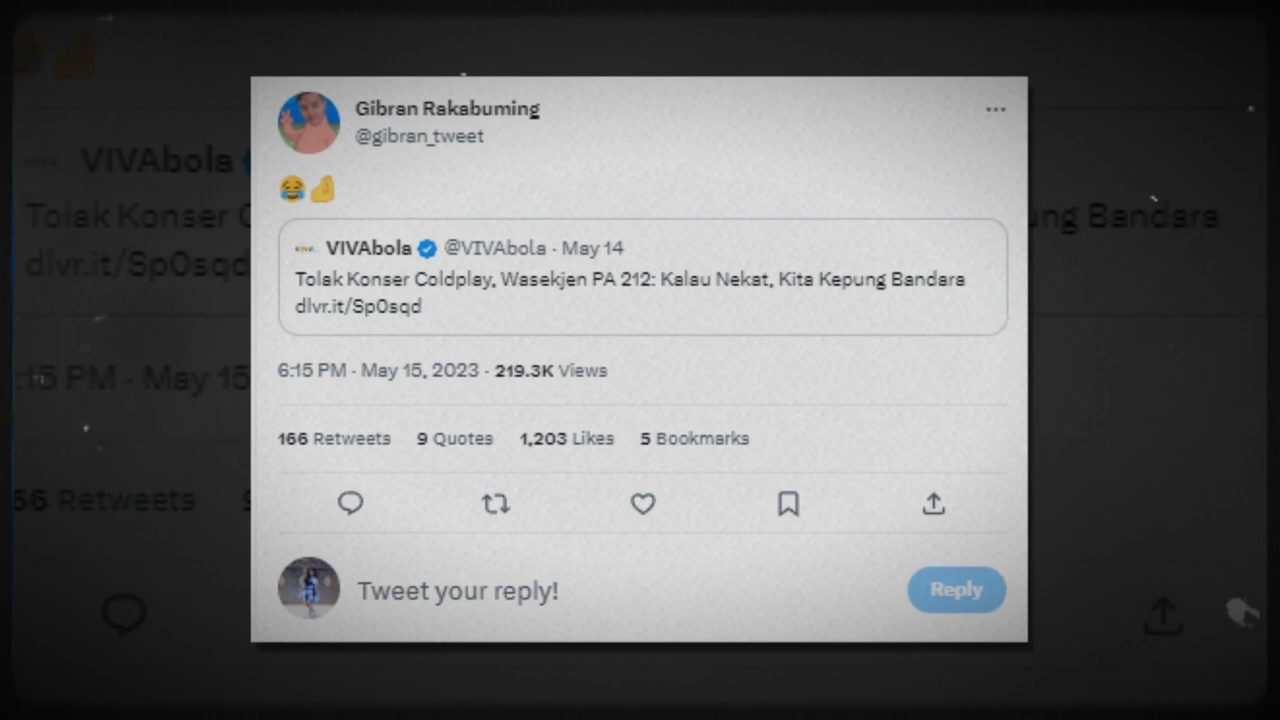 Gibran Rakabuming
@gibran_tweet
😂🤌
VIVAbola @VIVAbola · May 14
Tolak Konser Coldplay, Wasekjen PA 212: Kalau Nekat, Kita Kepung Bandara
dlvr.it/Sp0sqd
6:15 PM · May 15, 2023 · 219.3K Views
166 Retweets 9 Quotes 1,203 Likes 5 Bookmarks
Tweet your reply!
Reply
VIVAbola
Tolak Konser
ung Bandara
dlvr.it/Sp0sqd
:15 PM · May 15
66 Retweets